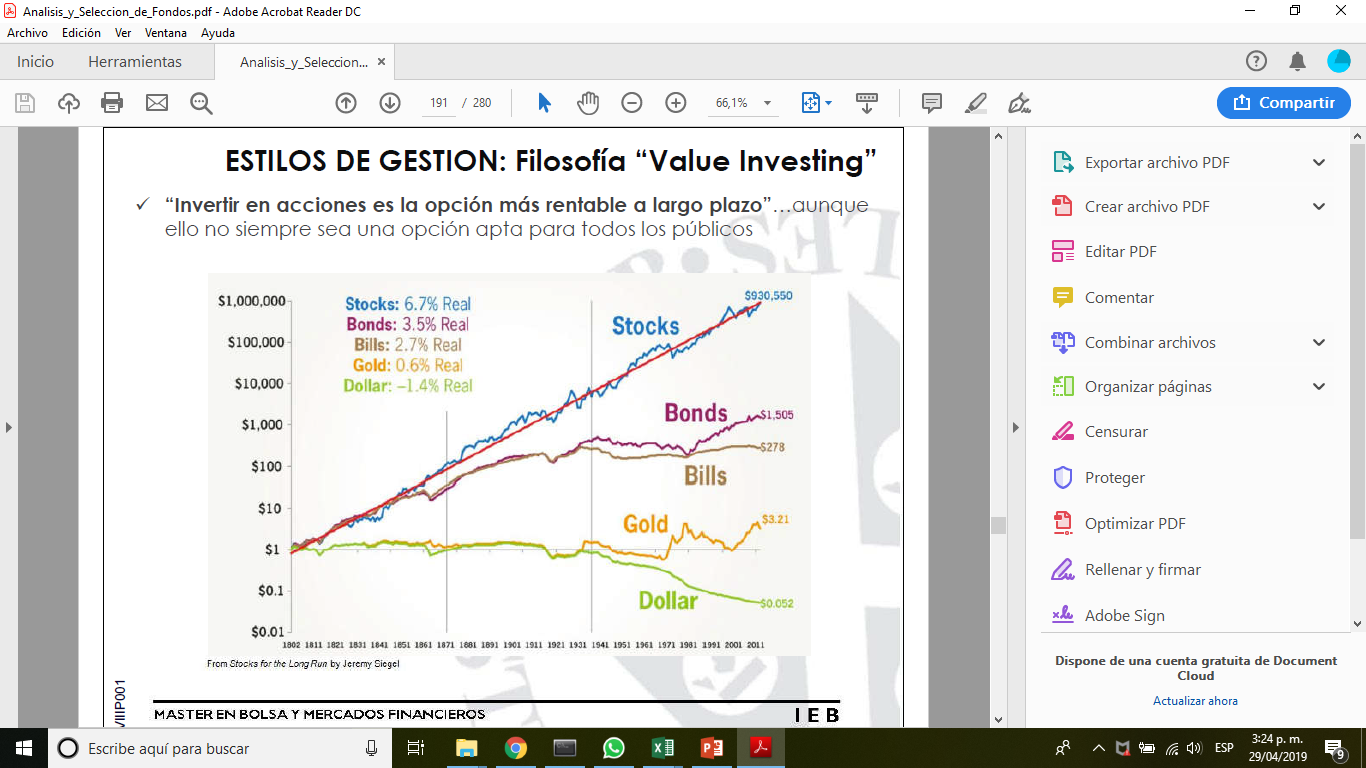 Analisis_y_Seleccion_de_Fondos.pdf - Adobe Acrobat Reader DC
Archivo Edición Ver Ventana Ayuda
Inicio Herramientas Analisis_y_Seleccion... ×
191 / 280 66,1% Compartir
ESTILOS DE GESTION: Filosofía “Value Investing”
✓ “Invertir en acciones es la opción más rentable a largo plazo”…aunque
ello no siempre sea una opción apta para todos los públicos
$1,000,000
$100,000
$10,000
$1,000
$100
$10
$1
$0.1
$0.01
Stocks: 6.7% Real
Bonds: 3.5% Real
Bills: 2.7% Real
Gold: 0.6% Real
Dollar: –1.4% Real
$930,550
Stocks
Bonds
$1,505
$278
Bills
Gold
$3.21
Dollar
$0.052
1802 1811 1821 1831 1841 1851 1861 1871 1881 1891 1901 1911 1921 1931 1941 1951 1961 1971 1981 1991 2001 2011
From Stocks for the Long Run by Jeremy Siegel
VIIIP001
MASTER EN BOLSA Y MERCADOS FINANCIEROS
I E B
Exportar archivo PDF
Crear archivo PDF
Editar PDF
Comentar
Combinar archivos
Organizar páginas
Censurar
Proteger
Optimizar PDF
Rellenar y firmar
Adobe Sign
Dispone de una cuenta gratuita de Document
Cloud
Actualizar ahora
Escribe aquí para buscar
ESP
3:24 p. m.
29/04/2019
9